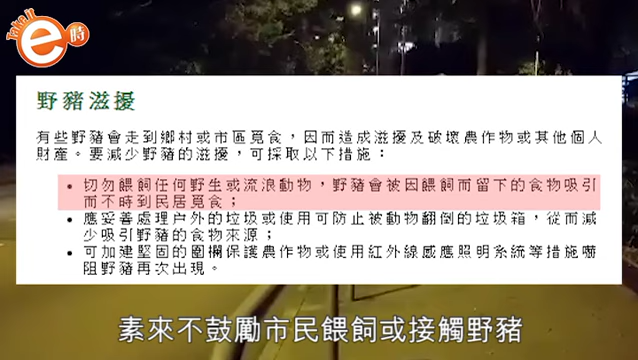 Take it
e時
野豬滋擾
有些野豬會走到鄉村或市區覓食，因而造成滋擾及破壞農作物或其他個人
財產。要減少野豬的滋擾，可採取以下措施：
• 切勿餵飼任何野生或流浪動物，野豬會被因餵飼而留下的食物吸引
而不時到民居覓食；
• 應妥善處理戶外的垃圾或使用可防止被動物翻倒的垃圾箱，從而減
少吸引野豬的食物來源；
• 可加建堅固的圍欄保護農作物或使用紅外線感應照明系統等措施嚇
阻野豬再次出現。
素來不鼓勵市民餵飼或接觸野豬